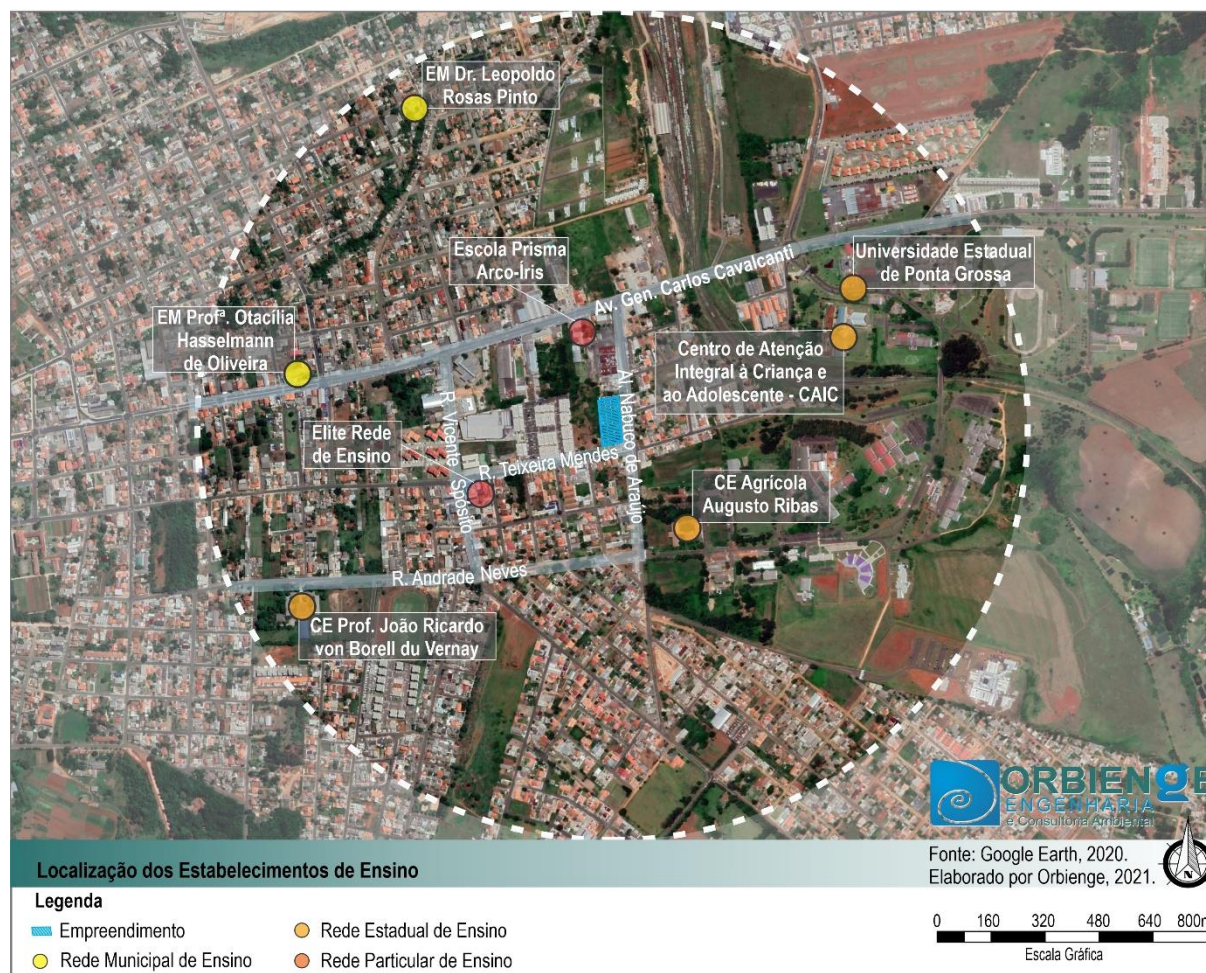 EM Dr. Leopoldo
Rosas Pinto
Escola Prisma
Arco-Íris
Av. Gen. Carlos Cavalcanti
Universidade Estadual
de Ponta Grossa
EM Profª. Otacília
Hasselmann
de Oliveira
Centro de Atenção
Integral à Criança e
ao Adolescente - CAIC
Al. Nabuco de Araújo
R. Vicente Spósito
Elite Rede
de Ensino
R. Teixeira Mendes
CE Agrícola
Augusto Ribas
R. Andrade Neves
CE Prof. João Ricardo
von Borell du Vernay
ORBIENGE
ENGENHARIA
e Consultoria Ambiental
Localização dos Estabelecimentos de Ensino
Fonte: Google Earth, 2020.
Elaborado por Orbienge, 2021.
N
Legenda
Empreendimento
Rede Municipal de Ensino
Rede Estadual de Ensino
Rede Particular de Ensino
0 160 320 480 640 800m
Escala Gráfica